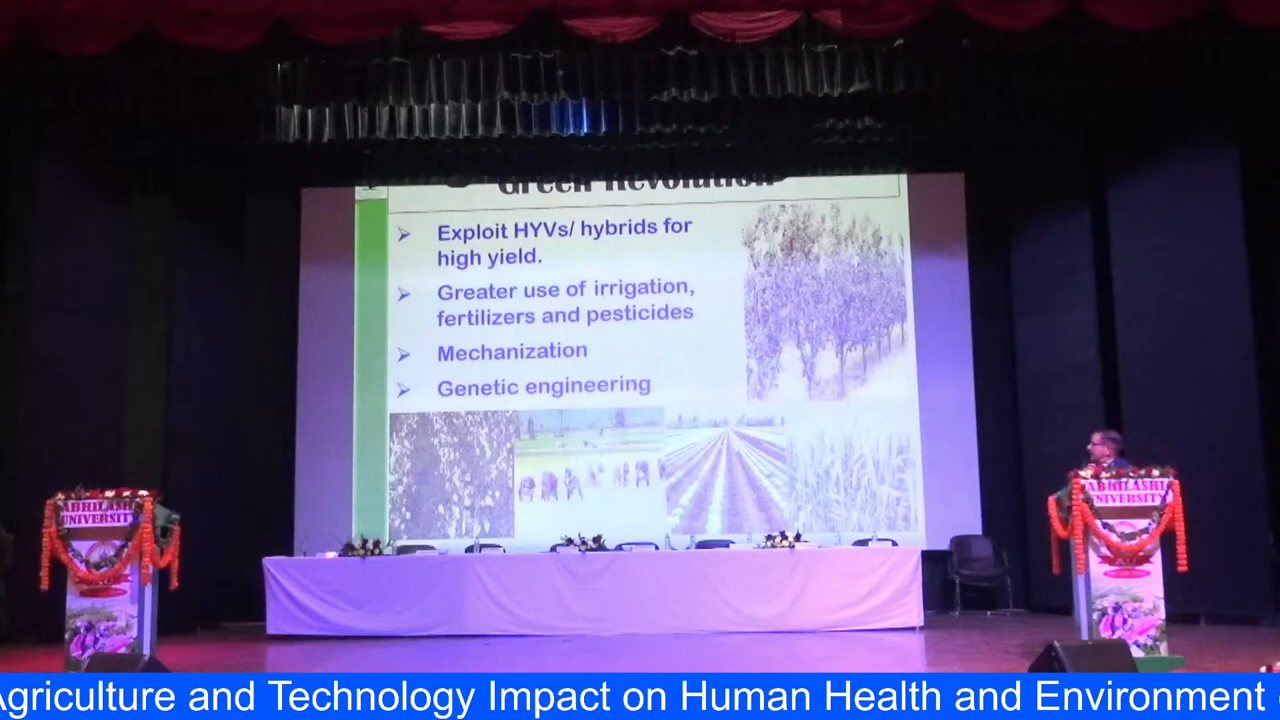 Green Revolution
Exploit HYVs/ hybrids for
high yield.
Greater use of irrigation,
fertilizers and pesticides
Mechanization
Genetic engineering
ABHILASHI
UNIVERSITY
ABHILASHI
UNIVERSITY
Agriculture and Technology Impact on Human Health and Environment